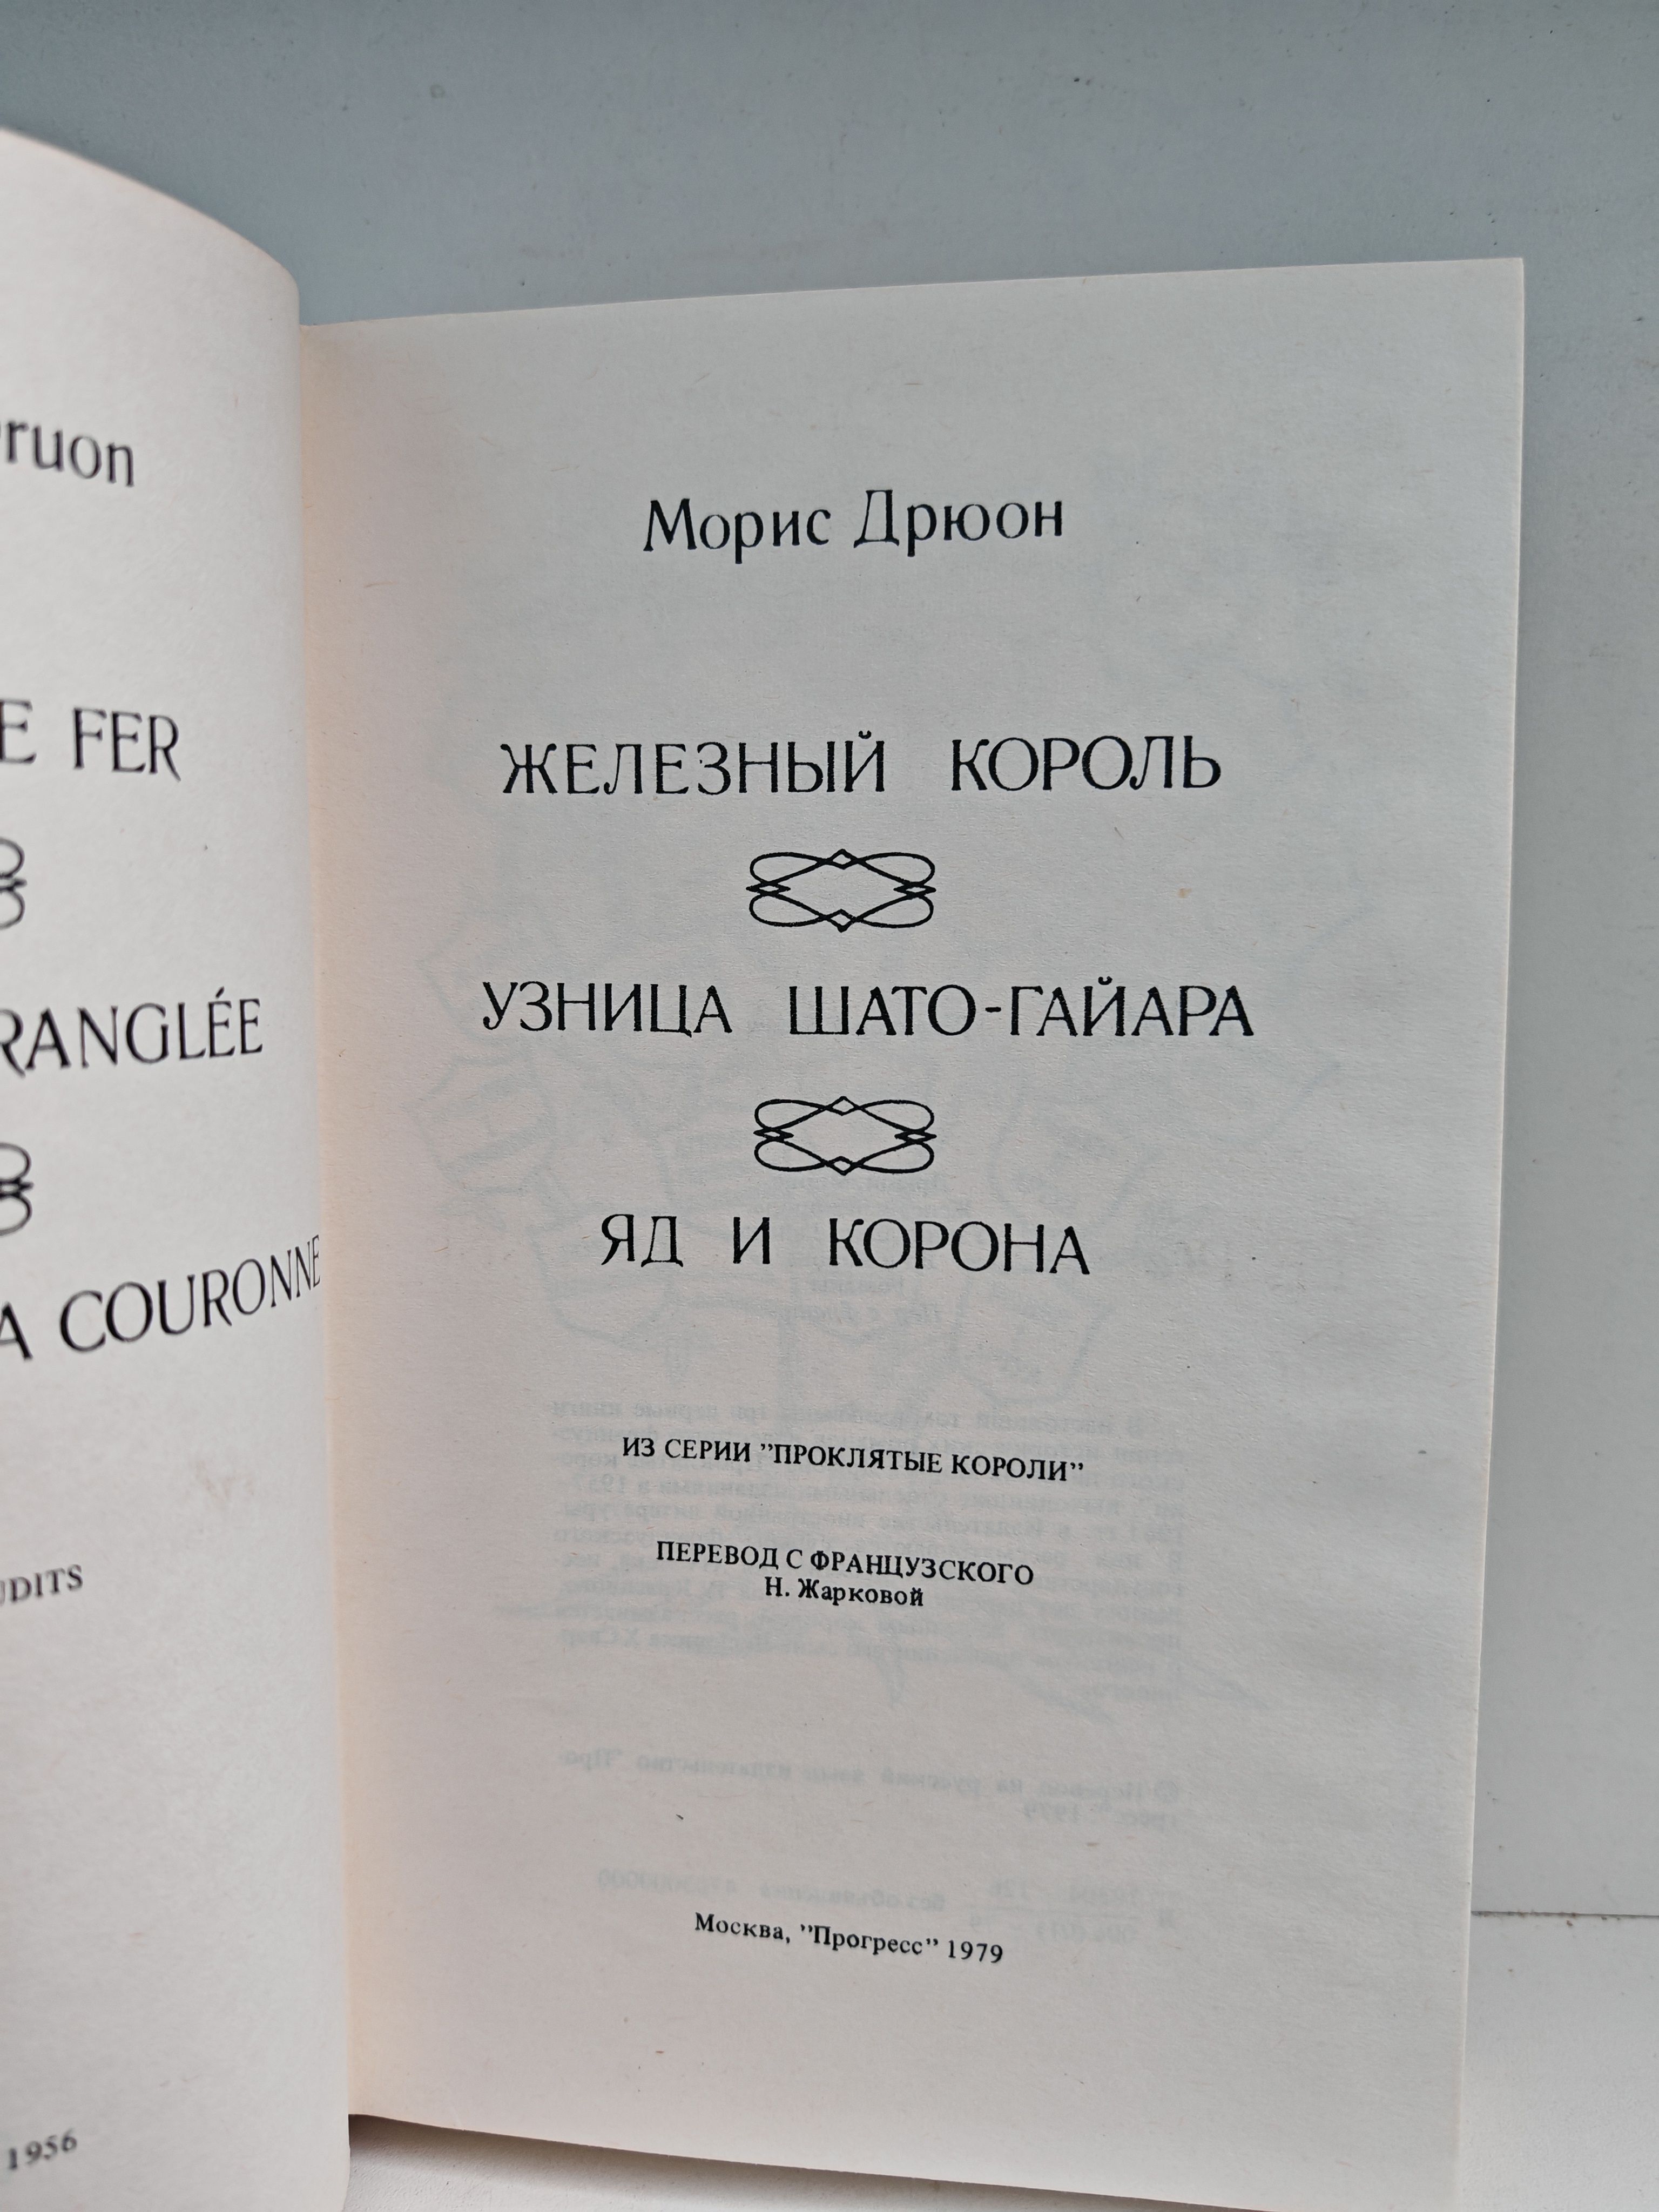 ruon
E FER
RANGLÉE
A COURONNE
UDITS
1956
Морис Дрюон
ЖЕЛЕЗНЫЙ КОРОЛЬ
УЗНИЦА ШАТО-ГАЙАРА
ЯД И КОРОНА
ИЗ СЕРИИ "ПРОКЛЯТЫЕ КОРОЛИ"
ПЕРЕВОД С ФРАНЦУЗСКОГО
Н. Жарковой
Москва, "Прогресс" 1979